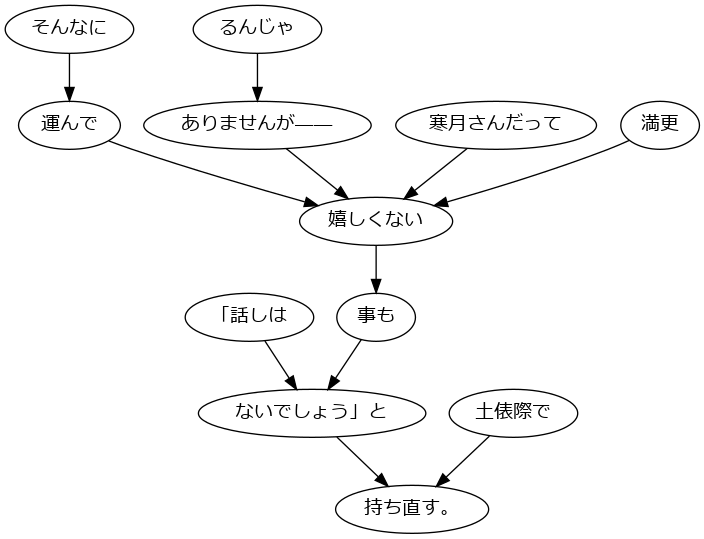 そんなに
るんじゃ
運んで
ありませんが――
寒月さんだって
満更
嬉しくない
「話しは
事も
ないでしょう」と
土俵際で
持ち直す。